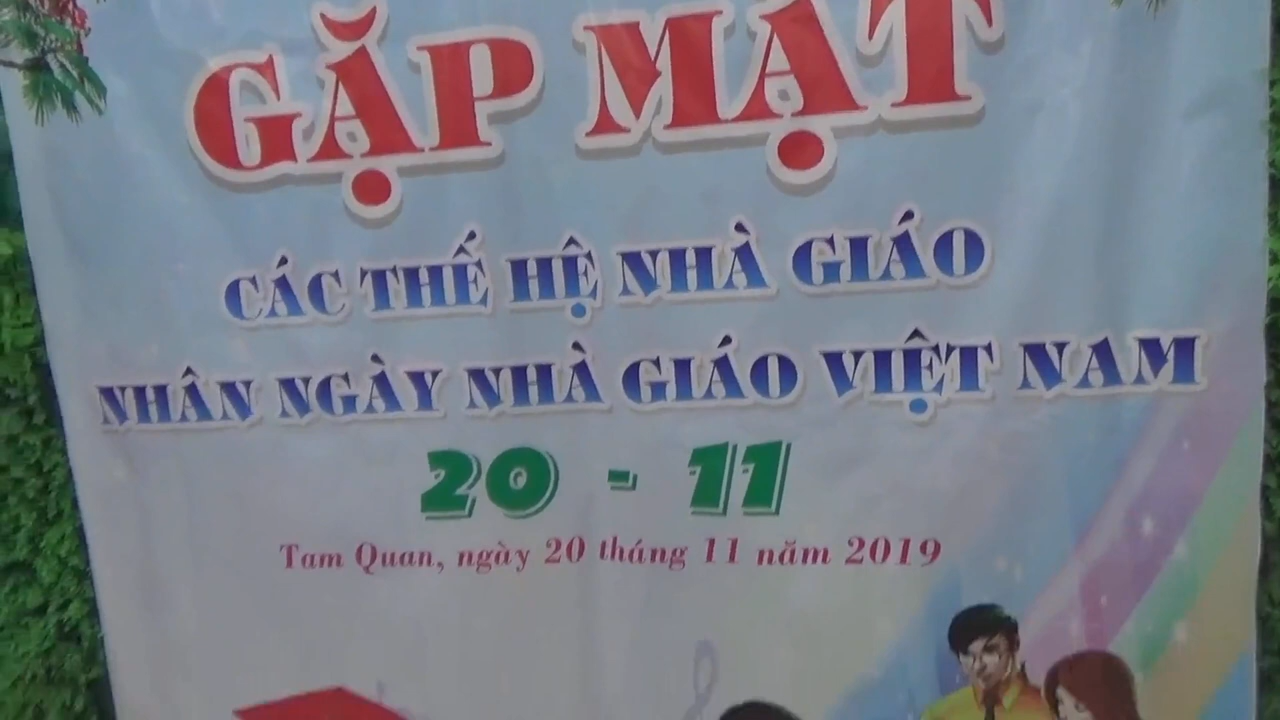 GẶP MẶT
CÁC THẾ HỆ NHÀ GIÁO
NHÂN NGÀY NHÀ GIÁO VIỆT NAM
20 - 11
Tam Quan, ngày 20 tháng 11 năm 2019